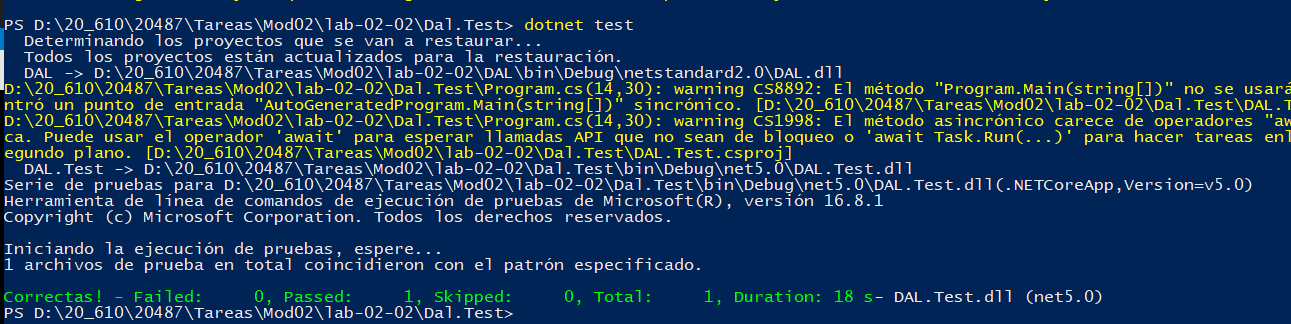 PS D:\20_610\20487\Tareas\Mod02\lab-02-02\Dal.Test> dotnet test
  Determinando los proyectos que se van a restaurar...
  Todos los proyectos están actualizados para la restauración.
  DAL -> D:\20_610\20487\Tareas\Mod02\lab-02-02\DAL\bin\Debug\netstandard2.0\DAL.dll
D:\20_610\20487\Tareas\Mod02\lab-02-02\Dal.Test\Program.cs(14,30): warning CS8892: El método "Program.Main(string[])" no se usará
ntró un punto de entrada "AutoGeneratedProgram.Main(string[])" sincrónico. [D:\20_610\20487\Tareas\Mod02\lab-02-02\Dal.Test\DAL.T
D:\20_610\20487\Tareas\Mod02\lab-02-02\Dal.Test\Program.cs(14,30): warning CS1998: El método asincrónico carece de operadores "aw
ca. Puede usar el operador 'await' para esperar llamadas API que no sean de bloqueo o 'await Task.Run(...)' para hacer tareas enl
egundo plano. [D:\20_610\20487\Tareas\Mod02\lab-02-02\Dal.Test\DAL.Test.csproj]
  DAL.Test -> D:\20_610\20487\Tareas\Mod02\lab-02-02\Dal.Test\bin\Debug\net5.0\DAL.Test.dll
Serie de pruebas para D:\20_610\20487\Tareas\Mod02\lab-02-02\Dal.Test\bin\Debug\net5.0\DAL.Test.dll(.NETCoreApp,Version=v5.0)
Herramienta de línea de comandos de ejecución de pruebas de Microsoft(R), versión 16.8.1
Copyright (c) Microsoft Corporation. Todos los derechos reservados.
Iniciando la ejecución de pruebas, espere...
1 archivos de prueba en total coincidieron con el patrón especificado.
Correctas! - Failed:     0, Passed:     1, Skipped:     0, Total:     1, Duration: 18 s- DAL.Test.dll (net5.0)
PS D:\20_610\20487\Tareas\Mod02\lab-02-02\Dal.Test>